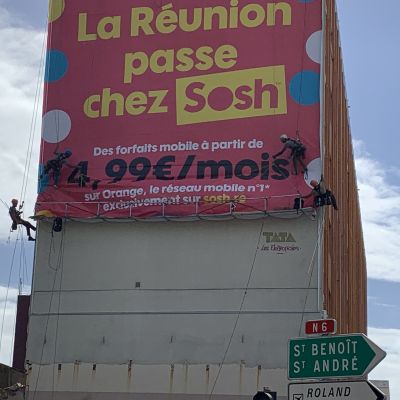 La Réunion
passe
chez Sosh
Des forfaits mobile à partir de
4,99€/mois
sur Orange, le réseau mobile n°1*
exclusivement sur sosh.re
TATA
N6
ST BENOÎT
ST ANDRÉ
ROLAND